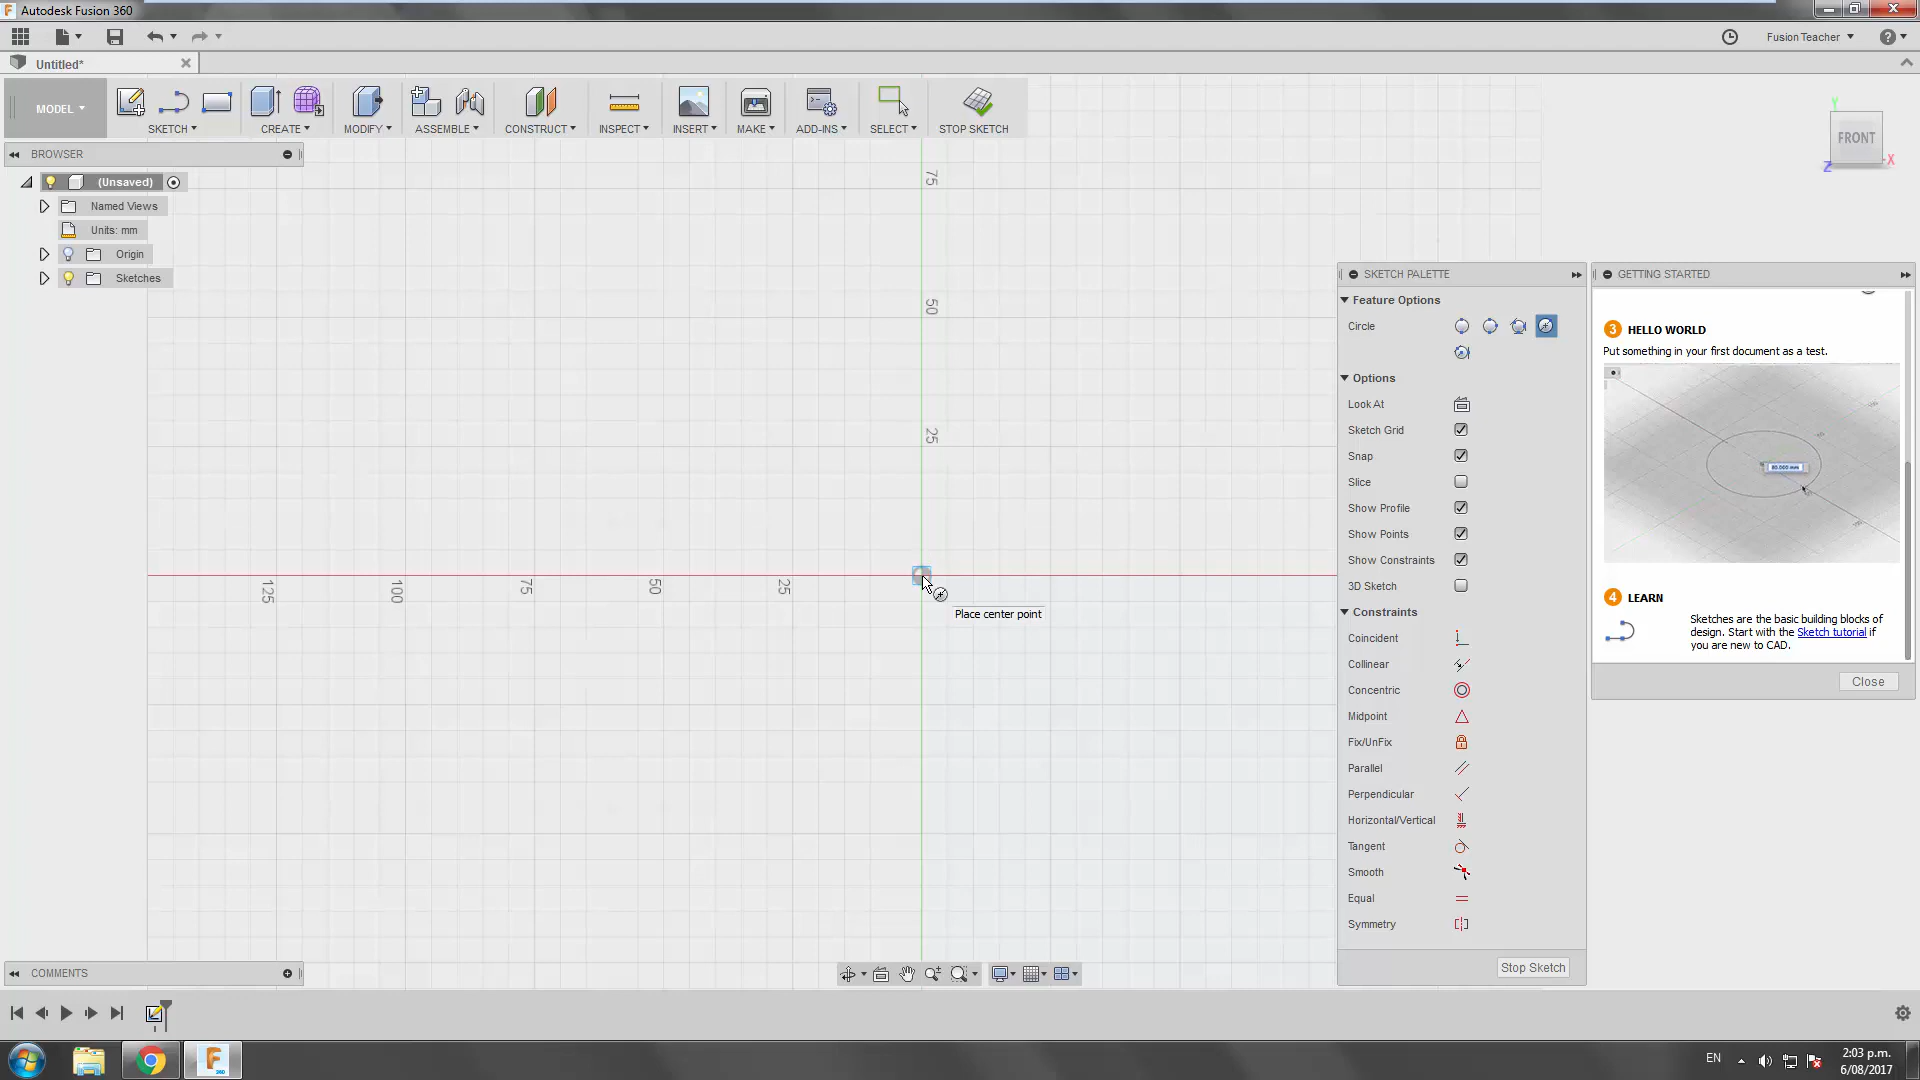 Autodesk Fusion 360
Fusion Teacher
Untitled*
MODEL
SKETCH
CREATE
MODIFY
ASSEMBLE
CONSTRUCT
INSPECT
INSERT
MAKE
ADD-INS
SELECT
STOP SKETCH
BROWSER
(Unsaved)
Named Views
Units: mm
Origin
Sketches
Y
FRONT
X
Z
75
50
25
125
100
75
50
25
Place center point
SKETCH PALETTE
Feature Options
Circle
Options
Look At
Sketch Grid
Snap
Slice
Show Profile
Show Points
Show Constraints
3D Sketch
Constraints
Coincident
Collinear
Concentric
Midpoint
Fix/UnFix
Parallel
Perpendicular
Horizontal/Vertical
Tangent
Smooth
Equal
Symmetry
Stop Sketch
GETTING STARTED
3 HELLO WORLD
Put something in your first document as a test.
4 LEARN
Sketches are the basic building blocks of
design. Start with the Sketch tutorial if
you are new to CAD.
Close
COMMENTS
EN
2:03 p.m.
6/08/2017